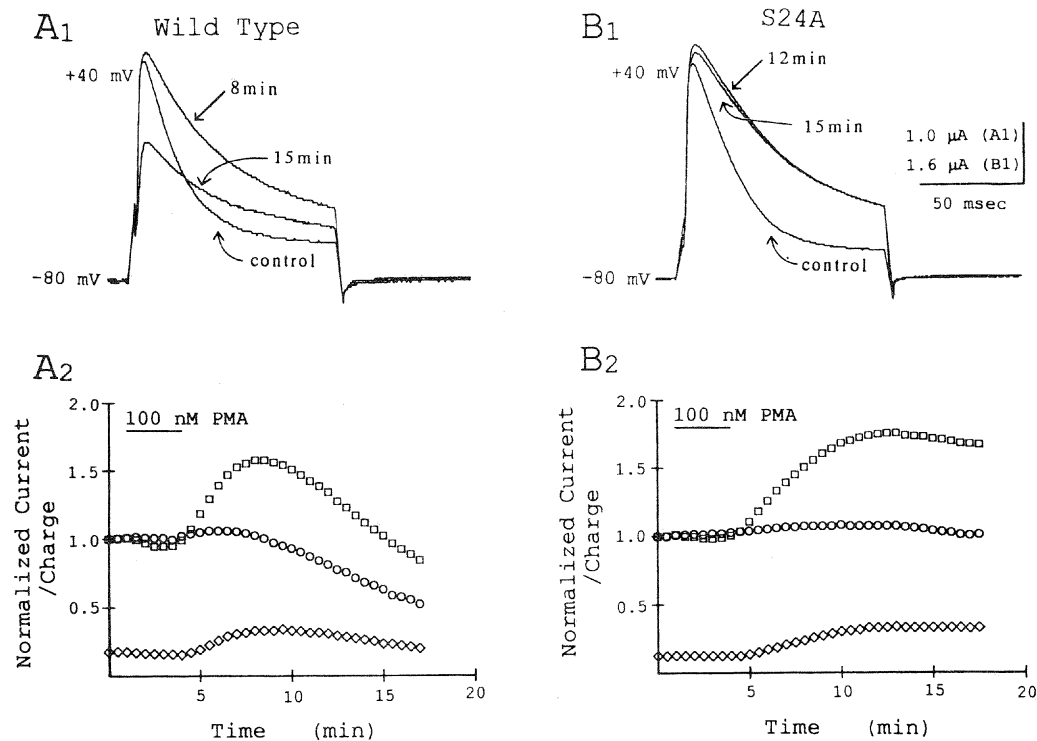 A1
Wild Type
+40 mV
8min
15min
control
-80 mV
B1
S24A
+40 mV
12min
15min
control
-80 mV
1.0 µA (A1)
1.6 µA (B1)
50 msec
A2
100 nM PMA
Normalized Current
/Charge
2.0
1.5
1.0
0.5
5
10
15
20
Time (min)
B2
100 nM PMA
Normalized Current
/Charge
2.0
1.5
1.0
0.5
5
10
15
20
Time (min)